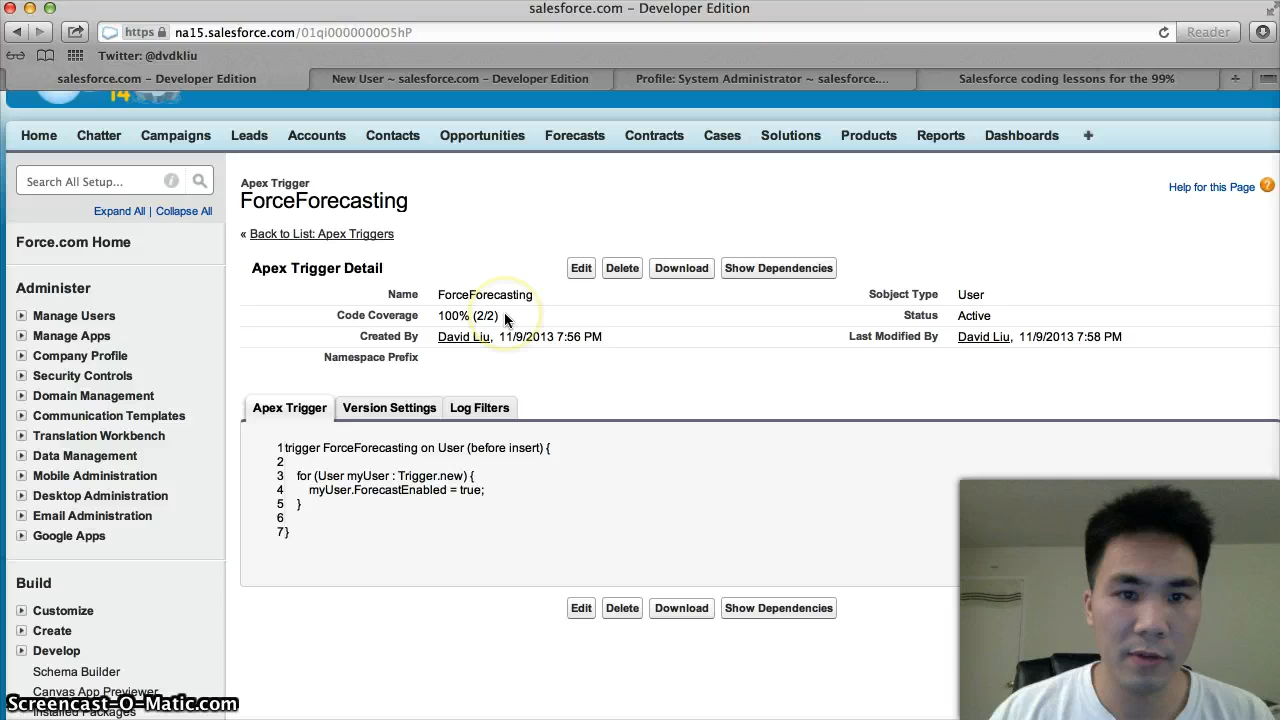 salesforce.com - Developer Edition
https na15.salesforce.com/01qi0000000O5hP
Reader
Twitter: @dvdkliu
salesforce.com – Developer Edition
New User ~ salesforce.com – Developer Edition
Profile: System Administrator ~ salesforce....
Salesforce coding lessons for the 99%
14
Home
Chatter
Campaigns
Leads
Accounts
Contacts
Opportunities
Forecasts
Contracts
Cases
Solutions
Products
Reports
Dashboards
+
Search All Setup...
Expand All | Collapse All
Force.com Home
Administer
Manage Users
Manage Apps
Company Profile
Security Controls
Domain Management
Communication Templates
Translation Workbench
Data Management
Mobile Administration
Desktop Administration
Email Administration
Google Apps
Build
Customize
Create
Develop
Schema Builder
Canvas App Previewer
Installed Packages
Apex Trigger
ForceForecasting
Help for this Page ?
« Back to List: Apex Triggers
Apex Trigger Detail
Edit
Delete
Download
Show Dependencies
Name ForceForecasting
Sobject Type User
Code Coverage 100% (2/2)
Status Active
Created By David Liu, 11/9/2013 7:56 PM
Last Modified By David Liu, 11/9/2013 7:58 PM
Namespace Prefix
Apex Trigger
Version Settings
Log Filters
1 trigger ForceForecasting on User (before insert) {
2
3 for (User myUser : Trigger.new) {
4 myUser.ForecastEnabled = true;
5 }
6
7 }
Edit
Delete
Download
Show Dependencies
Screencast-O-Matic.com